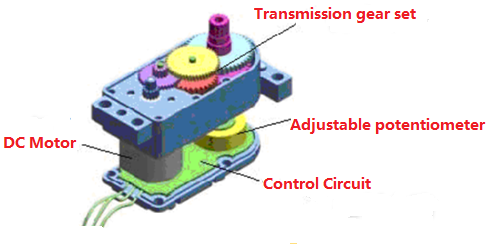 Transmission gear set
Adjustable potentiometer
DC Motor
Control Circuit